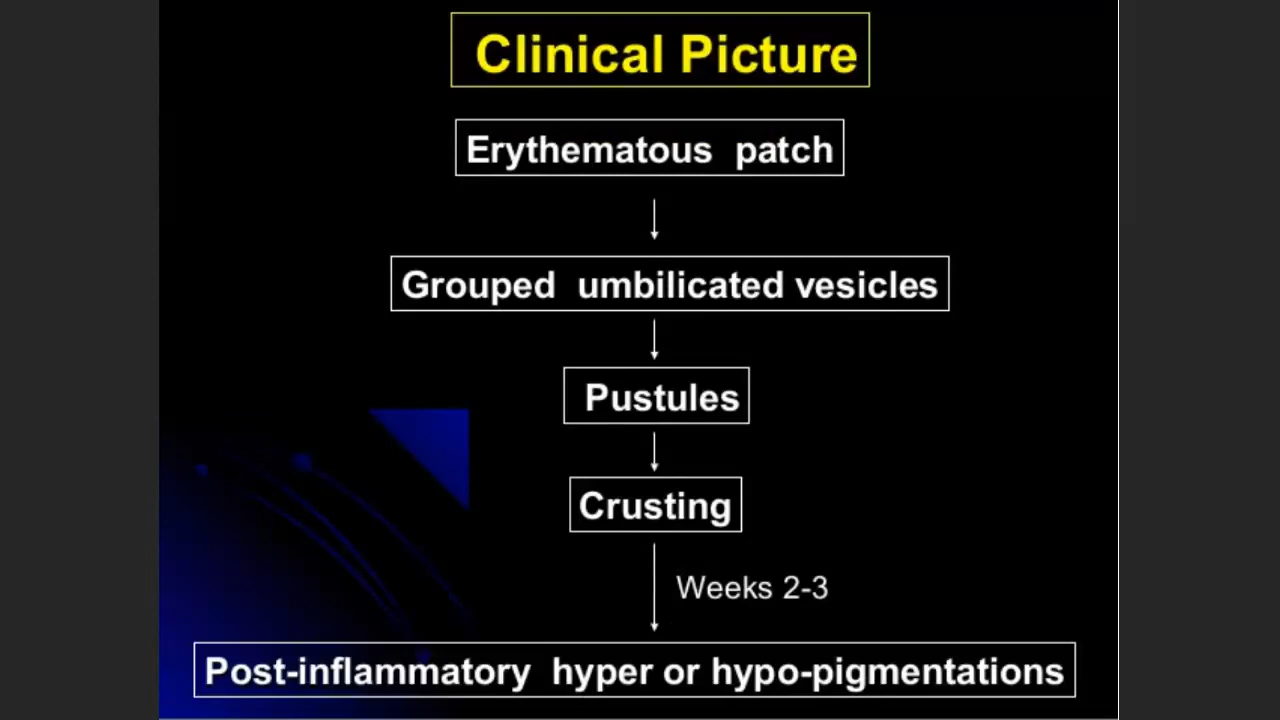 Clinical Picture
Erythematous patch
Grouped umbilicated vesicles
Pustules
Crusting
Weeks 2-3
Post-inflammatory hyper or hypo-pigmentations